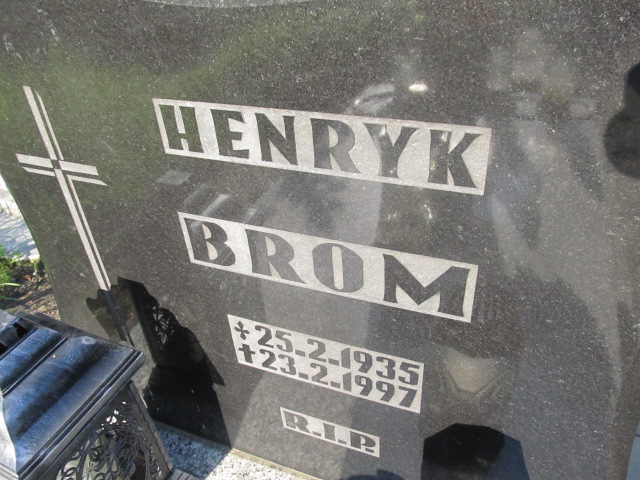 HENRYK
BROM
* 25.2.1935
✝ 23.2.1997
R.I.P.